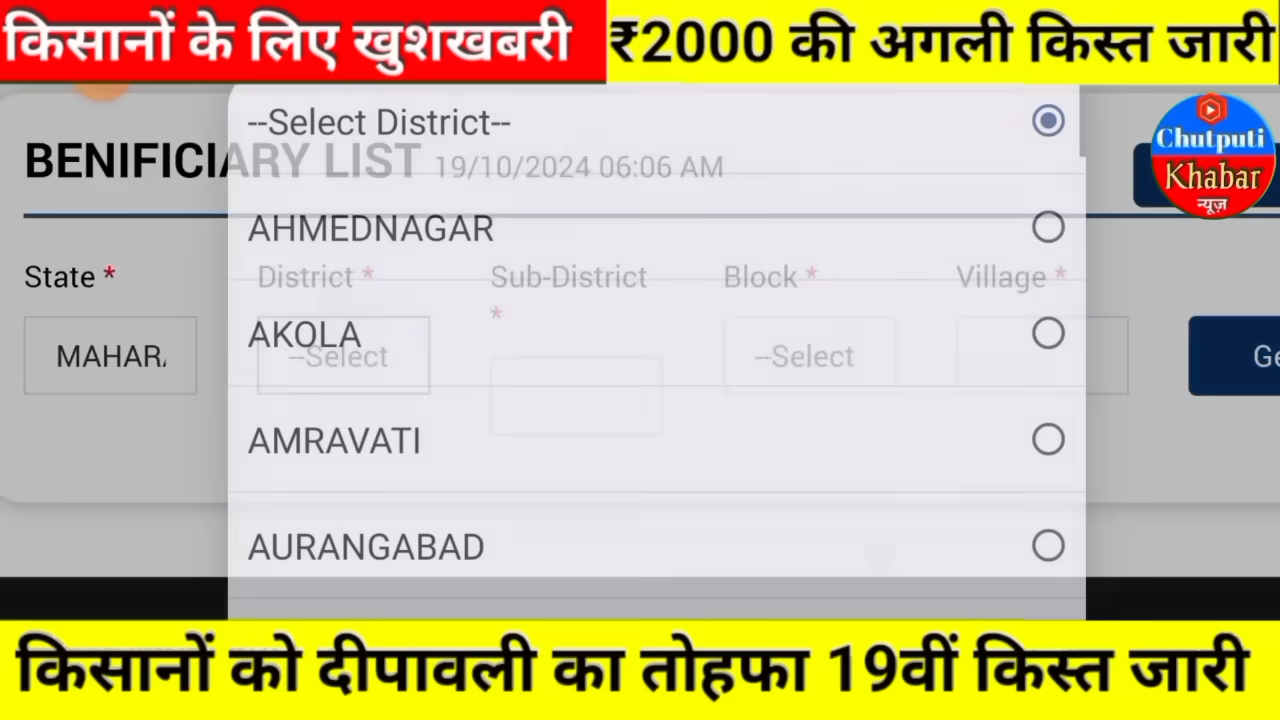 किसानों के लिए खुशखबरी ₹2000 की अगली किस्त जारी
--Select District--
BENIFICIARY LIST 19/10/2024 06:06 AM
Chutputi
Khabar
न्यूज़
AHMEDNAGAR
State * District * Sub-District * Block * Village *
AKOLA
MAHAR --Select --Select Ge
AMRAVATI
AURANGABAD
किसानों को दीपावली का तोहफा 19वीं किस्त जारी